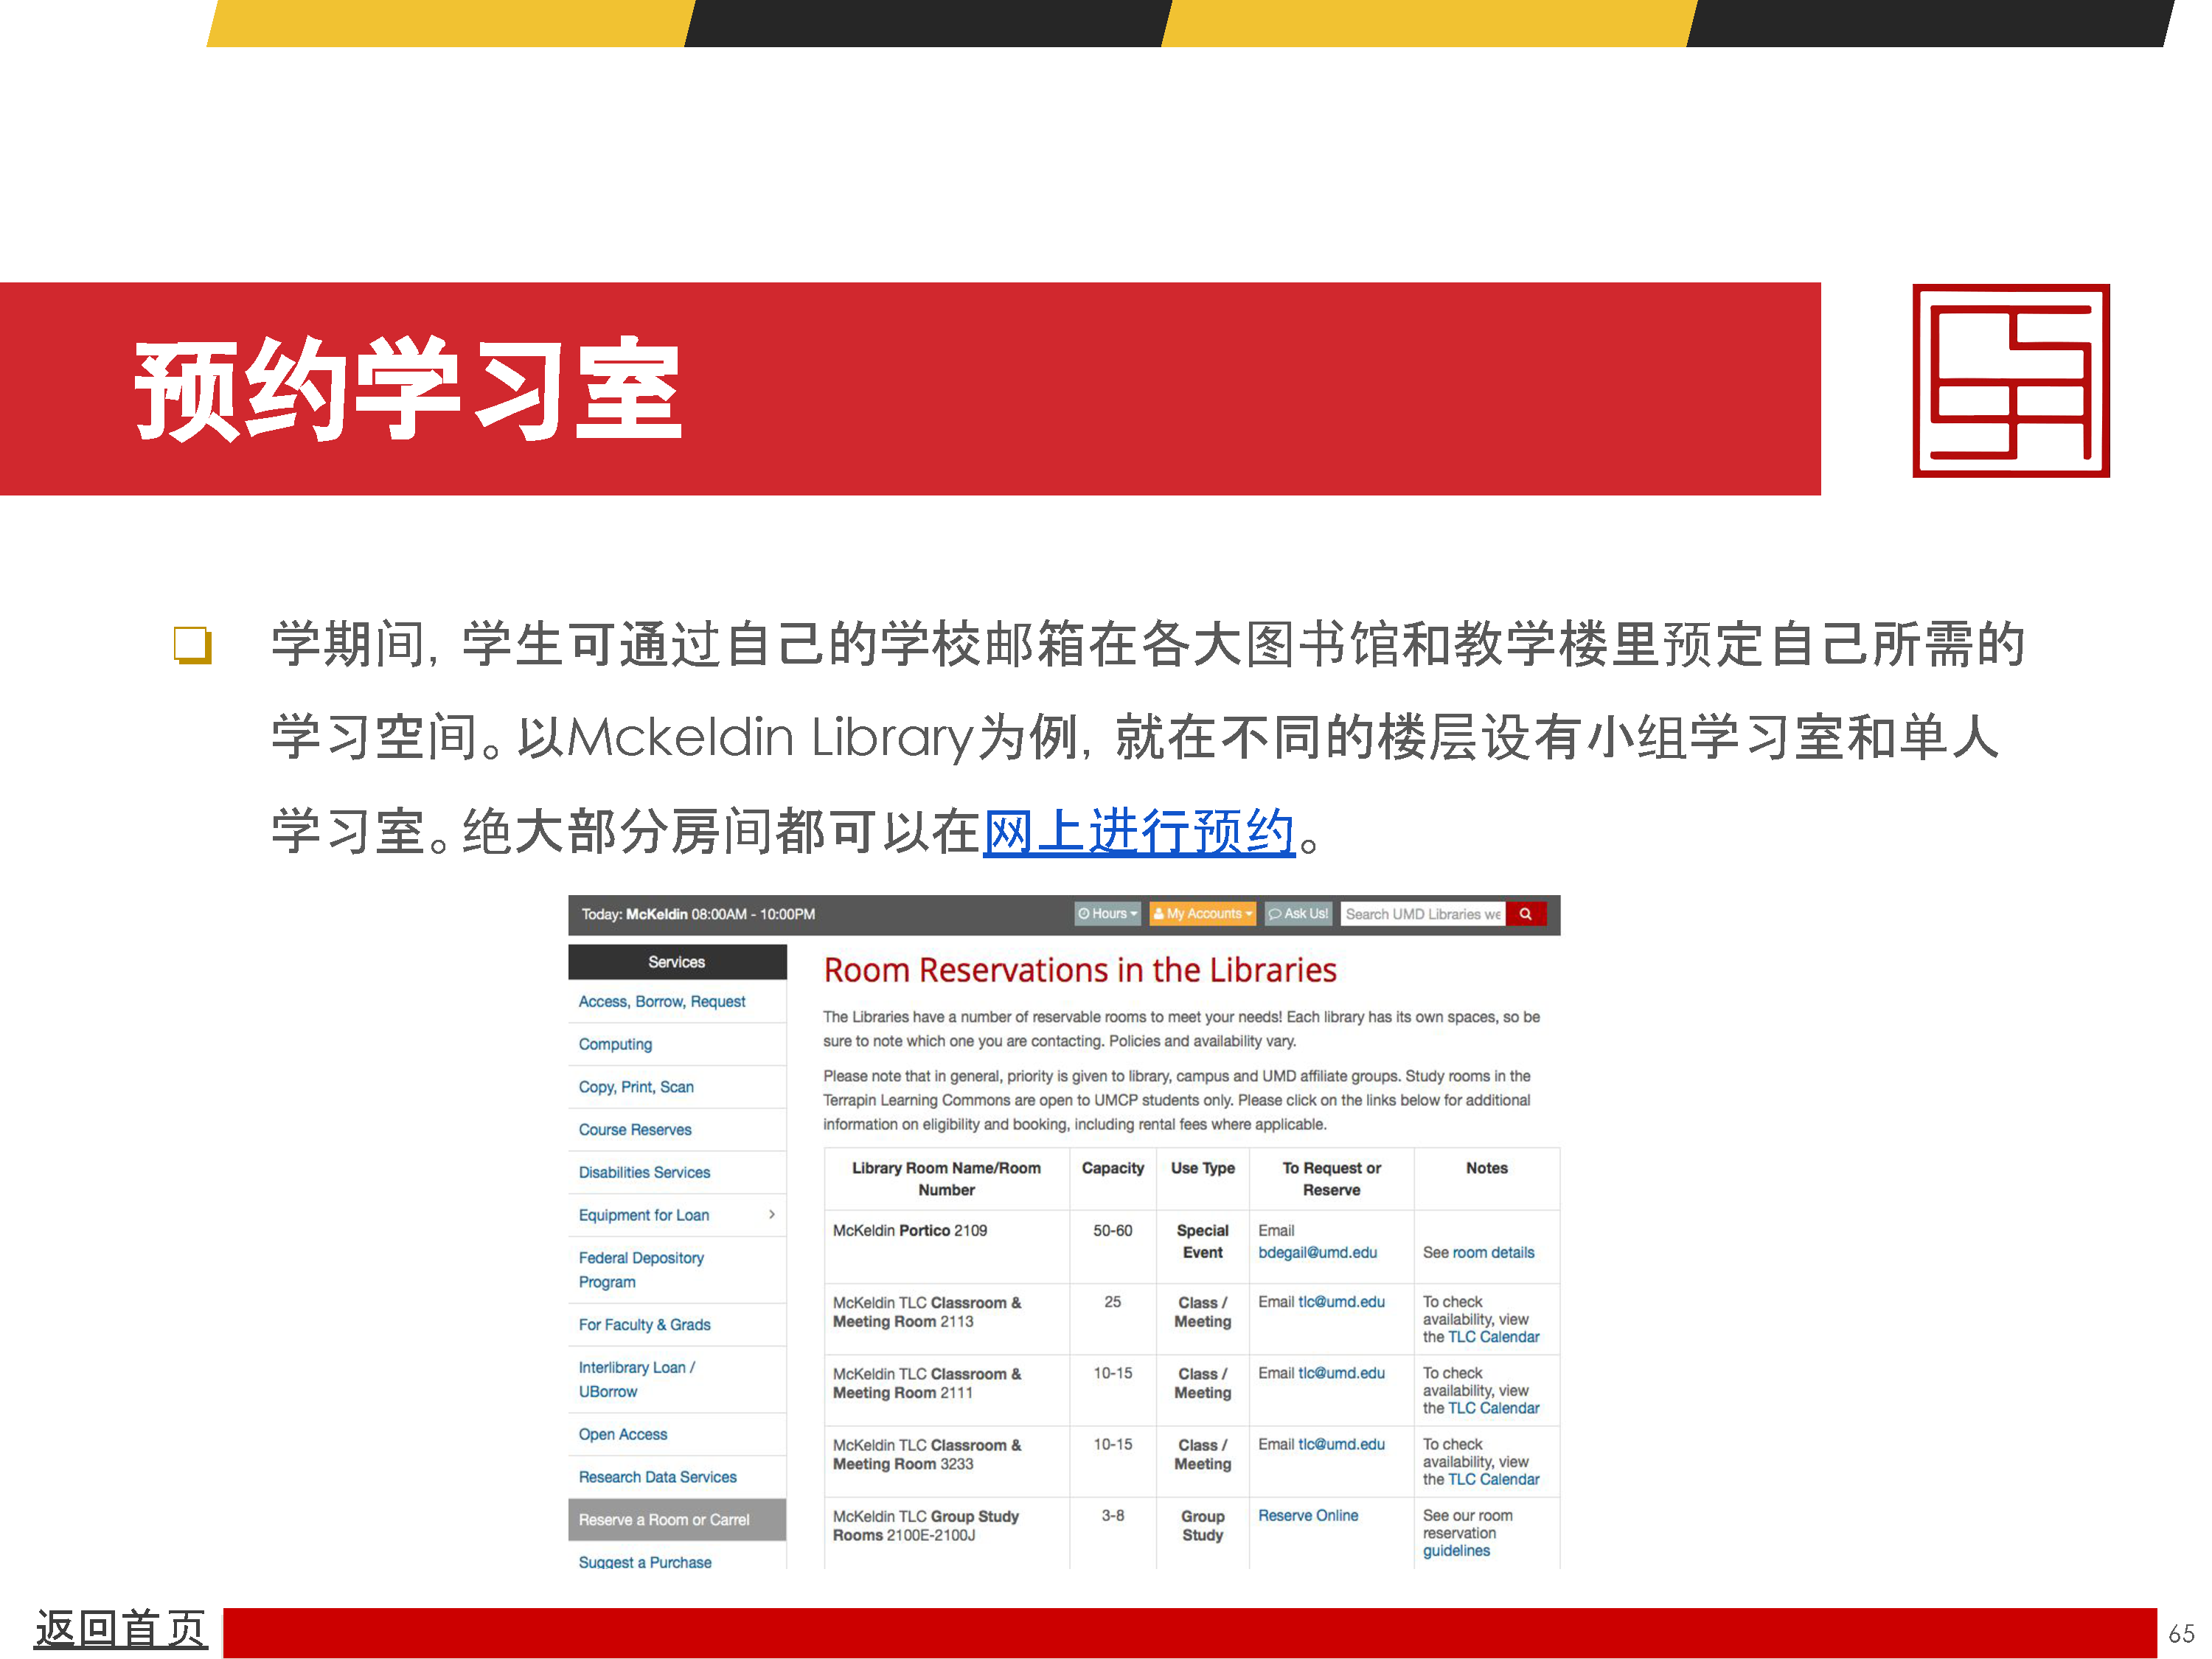 预约学习室
学期间，学生可通过自己的学校邮箱在各大图书馆和教学楼里预定自己所需的
学习空间。以Mckeldin Library为例，就在不同的楼层设有小组学习室和单人
学习室。绝大部分房间都可以在网上进行预约。
Today: McKeldin 08:00AM - 10:00PM
Hours
My Accounts
Ask Us!
Search UMD Libraries we
Services
Access, Borrow, Request
Computing
Copy, Print, Scan
Course Reserves
Disabilities Services
Equipment for Loan
Federal Depository
Program
For Faculty & Grads
Interlibrary Loan /
UBorrow
Open Access
Research Data Services
Reserve a Room or Carrel
Suggest a Purchase
Room Reservations in the Libraries
The Libraries have a number of reservable rooms to meet your needs! Each library has its own spaces, so be
sure to note which one you are contacting. Policies and availability vary.
Please note that in general, priority is given to library, campus and UMD affiliate groups. Study rooms in the
Terrapin Learning Commons are open to UMCP students only. Please click on the links below for additional
information on eligibility and booking, including rental fees where applicable.
Library Room Name/Room
Number
Capacity
Use Type
To Request or
Reserve
Notes
McKeldin Portico 2109
50-60
Special
Event
Email
bdegail@umd.edu
See room details
McKeldin TLC Classroom &
Meeting Room 2113
25
Class /
Meeting
Email tlc@umd.edu
To check
availability, view
the TLC Calendar
McKeldin TLC Classroom &
Meeting Room 2111
10-15
Class /
Meeting
Email tlc@umd.edu
To check
availability, view
the TLC Calendar
McKeldin TLC Classroom &
Meeting Room 3233
10-15
Class /
Meeting
Email tlc@umd.edu
To check
availability, view
the TLC Calendar
McKeldin TLC Group Study
Rooms 2100E-2100J
3-8
Group
Study
Reserve Online
See our room
reservation
guidelines
返回首页
65